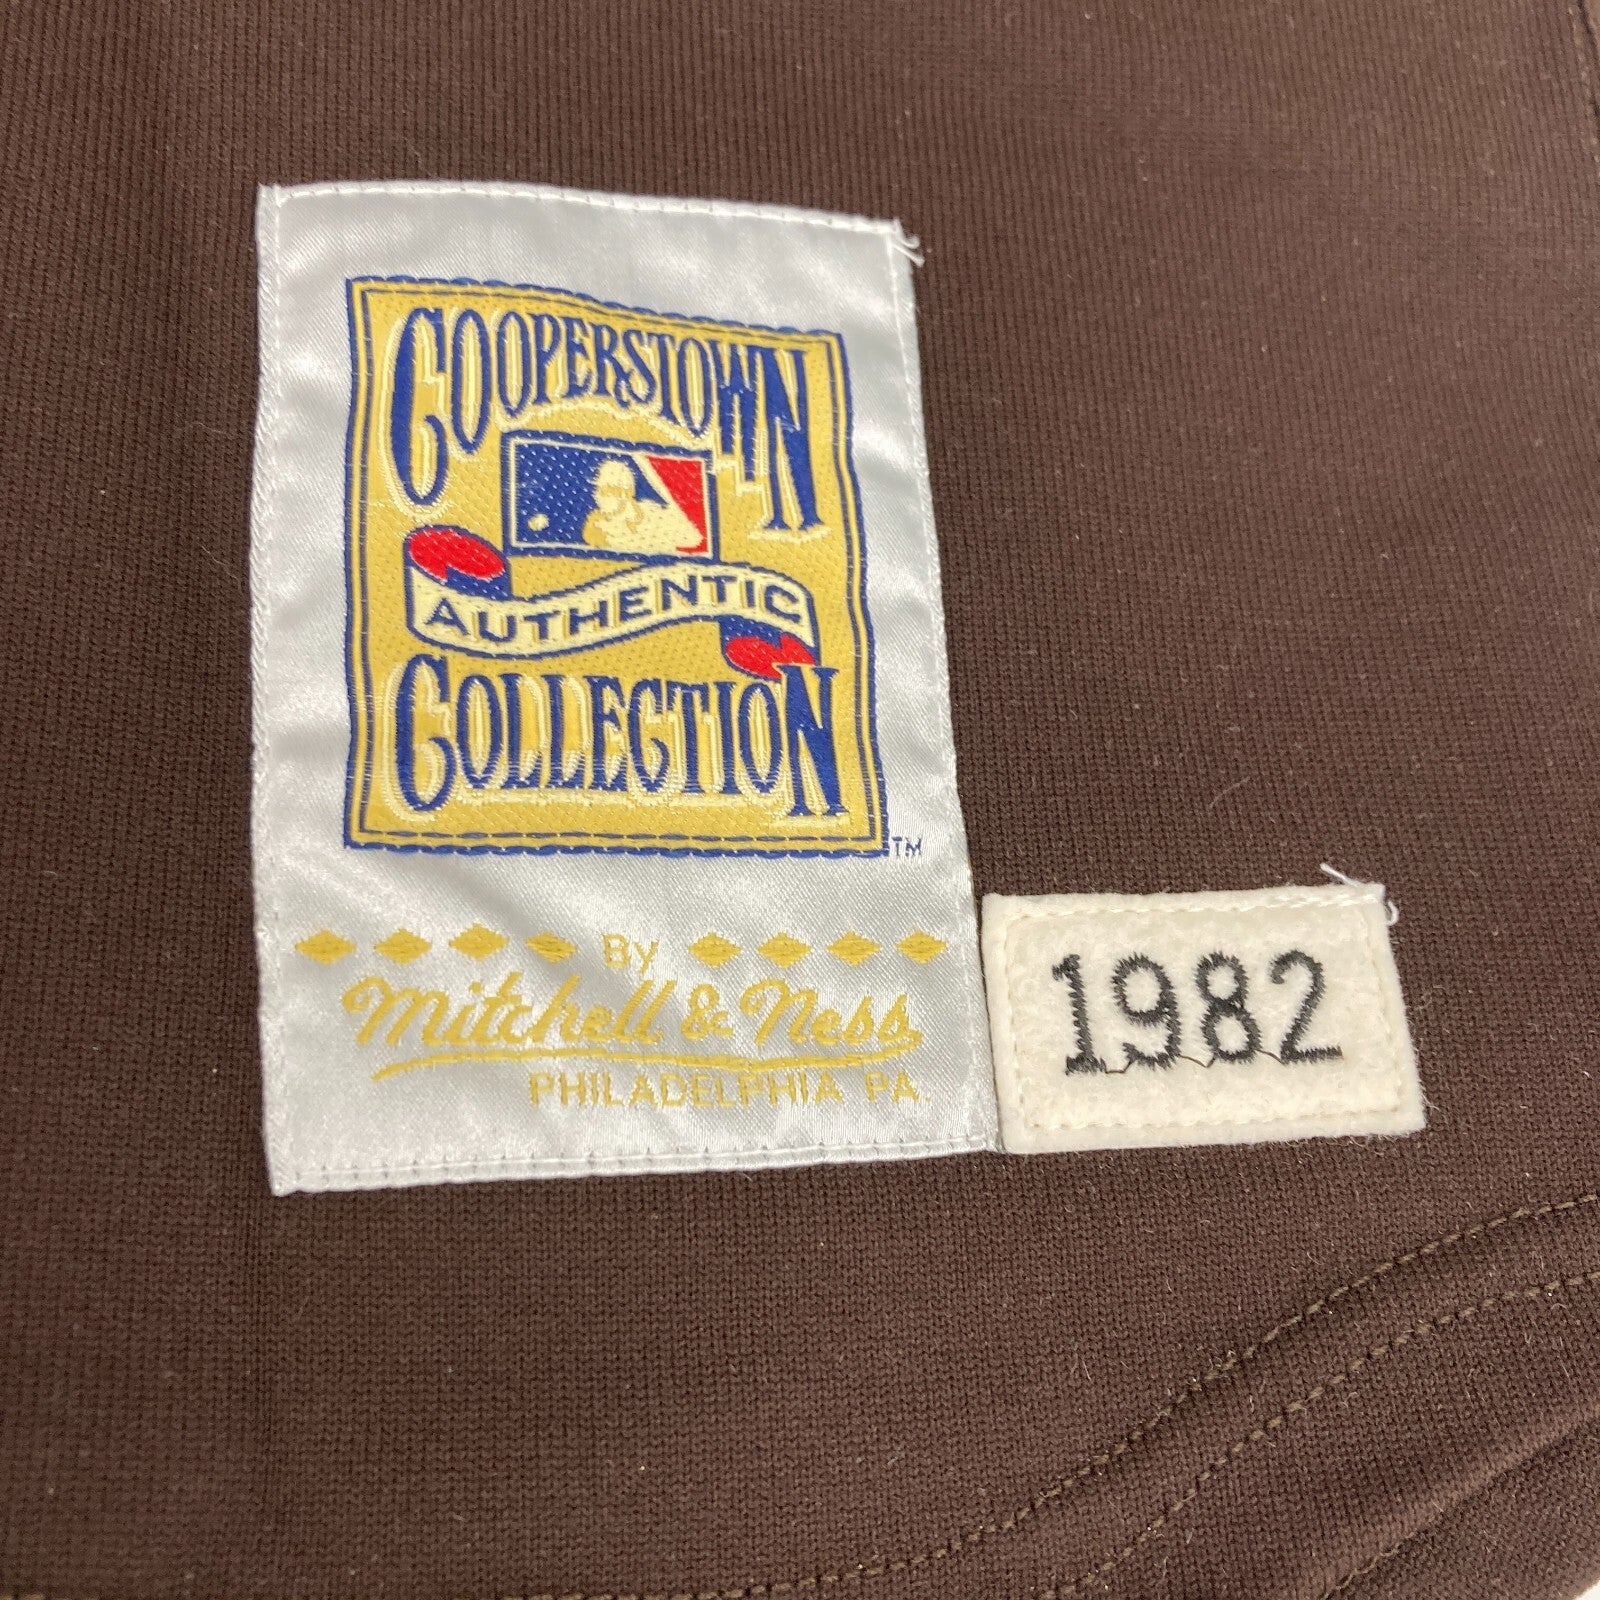 COOPERSTOWN
AUTHENTIC
COLLECTION
TM
By
Mitchell & Ness
PHILADELPHIA PA.
1982